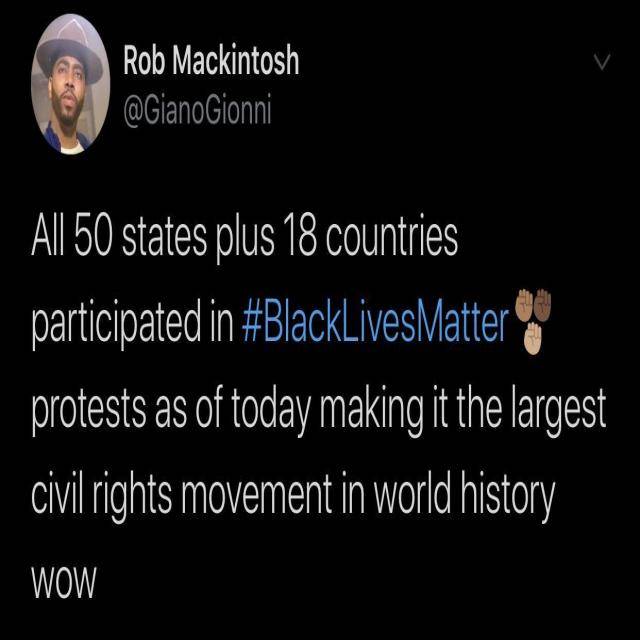 Rob Mackintosh
@GianoGionni
All 50 states plus 18 countries
participated in #BlackLivesMatter✊🏽✊🏿✊🏼
protests as of today making it the largest
civil rights movement in world history
wow